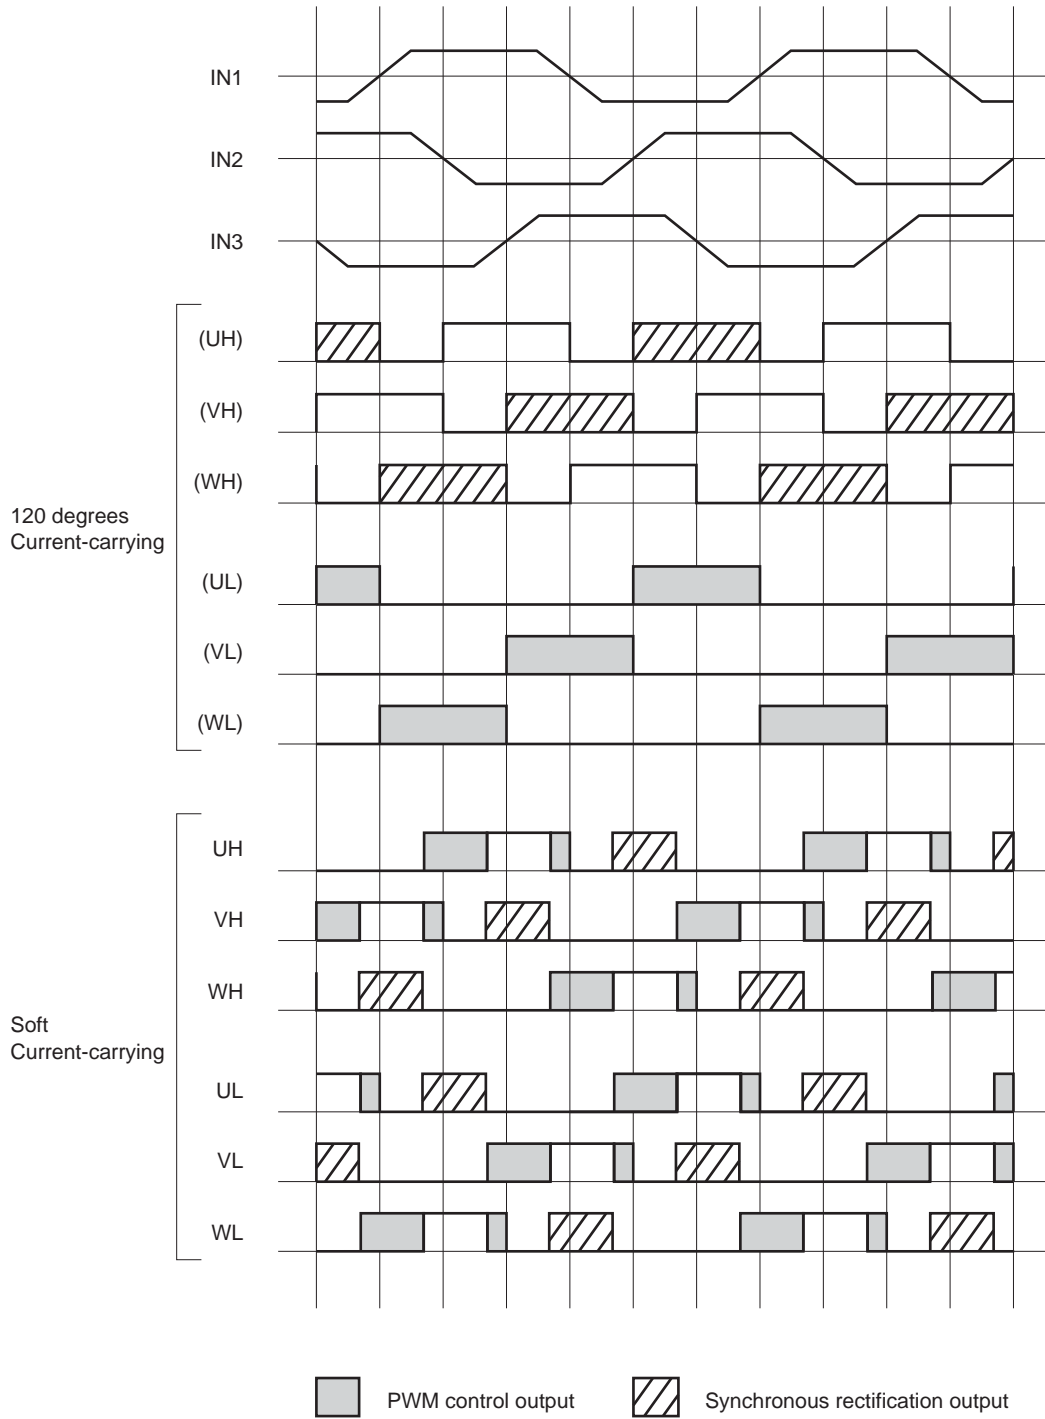 IN1
IN2
IN3
(UH)
(VH)
(WH)
120 degrees
Current-carrying
(UL)
(VL)
(WL)
UH
VH
WH
Soft
Current-carrying
UL
VL
WL
PWM control output
Synchronous rectification output